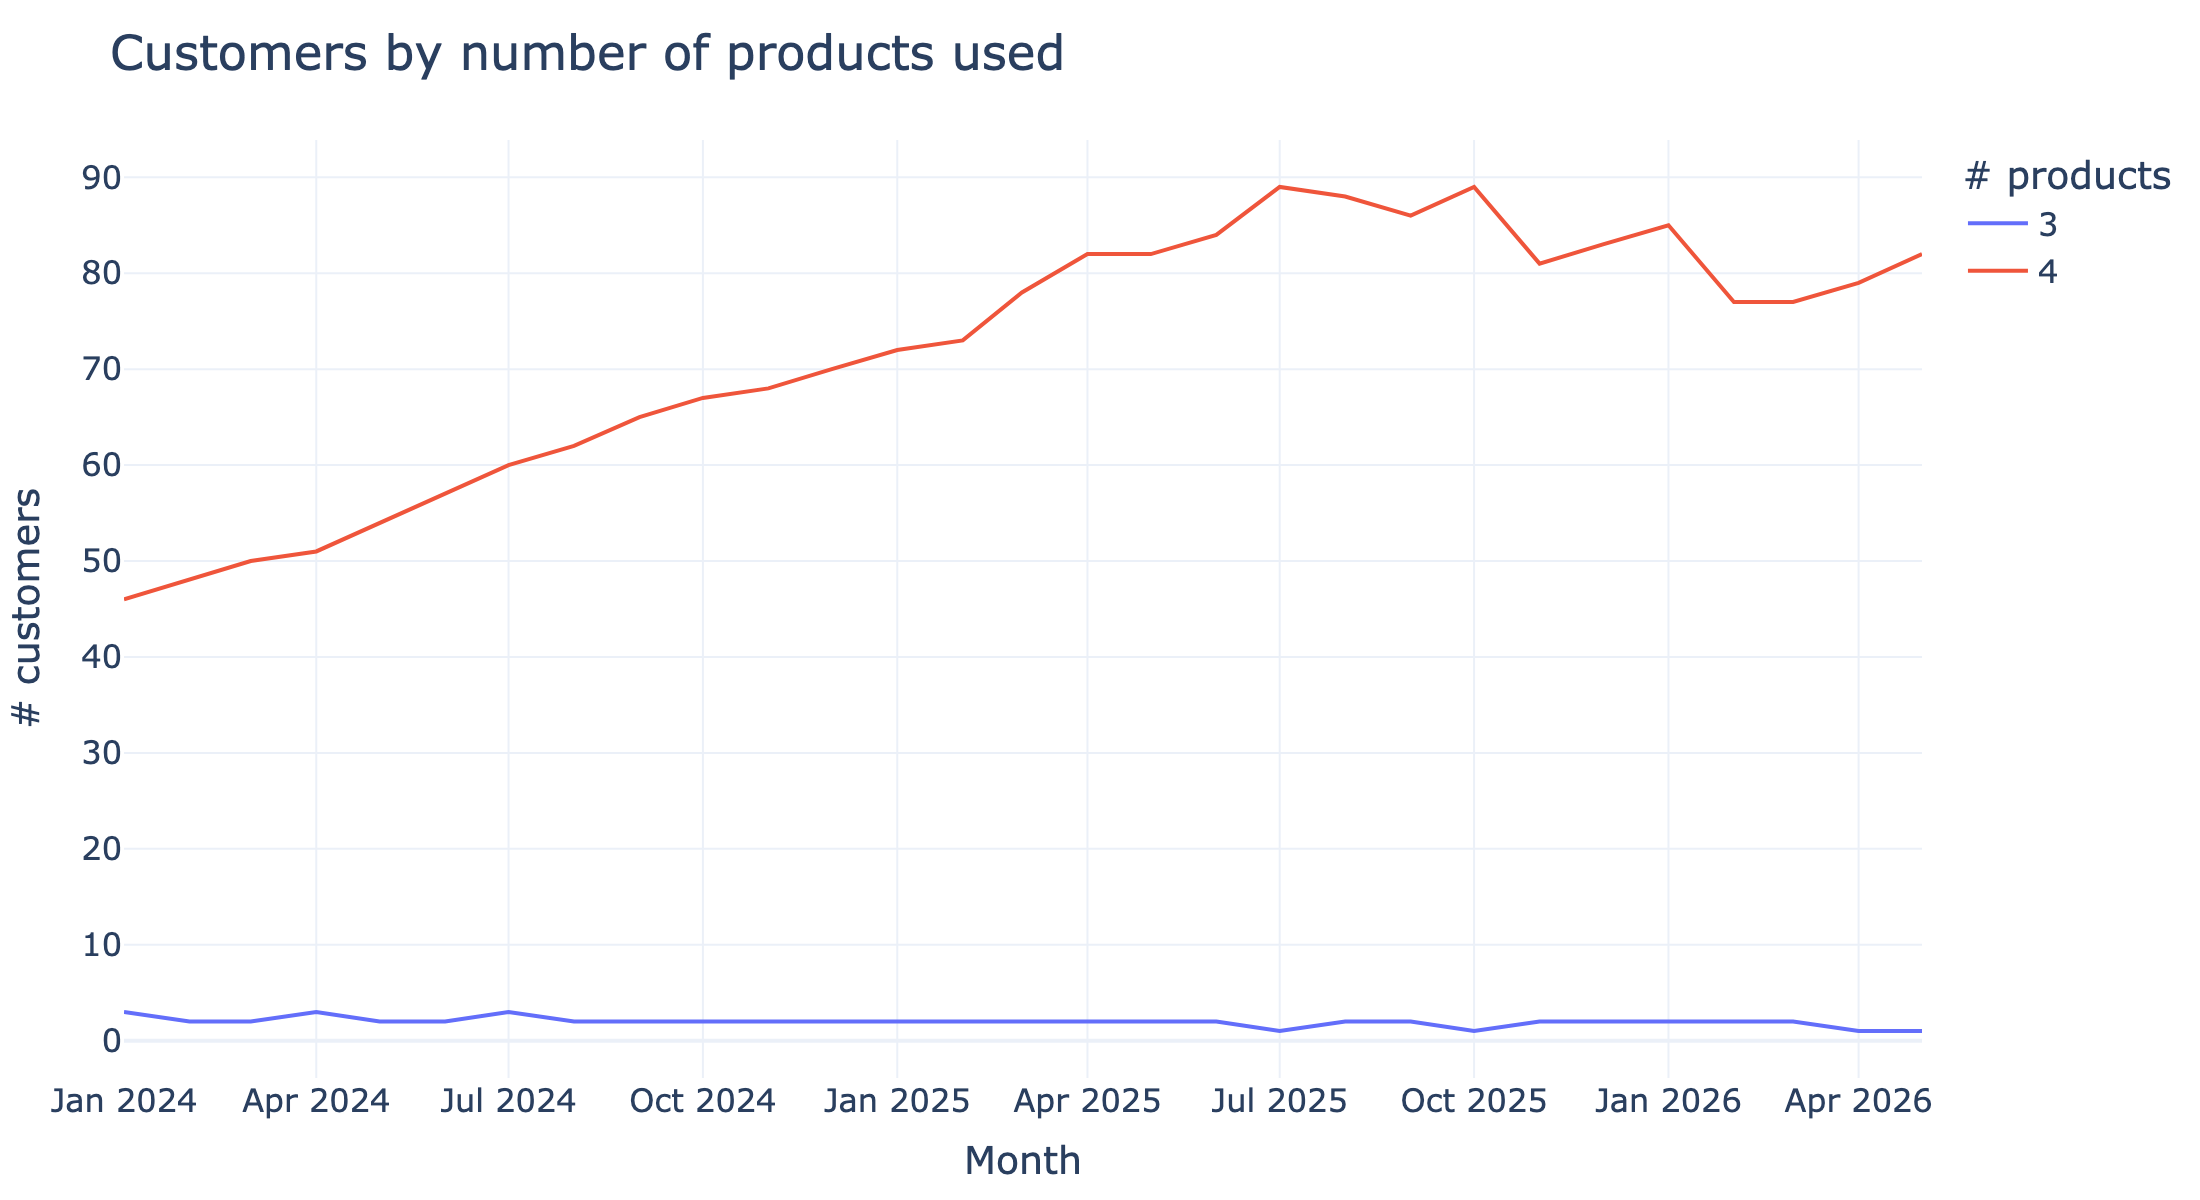 Customers by number of products used
# products
3
4
90
80
70
60
50
40
30
20
10
0
# customers
Jan 2024
Apr 2024
Jul 2024
Oct 2024
Jan 2025
Apr 2025
Jul 2025
Oct 2025
Jan 2026
Apr 2026
Month